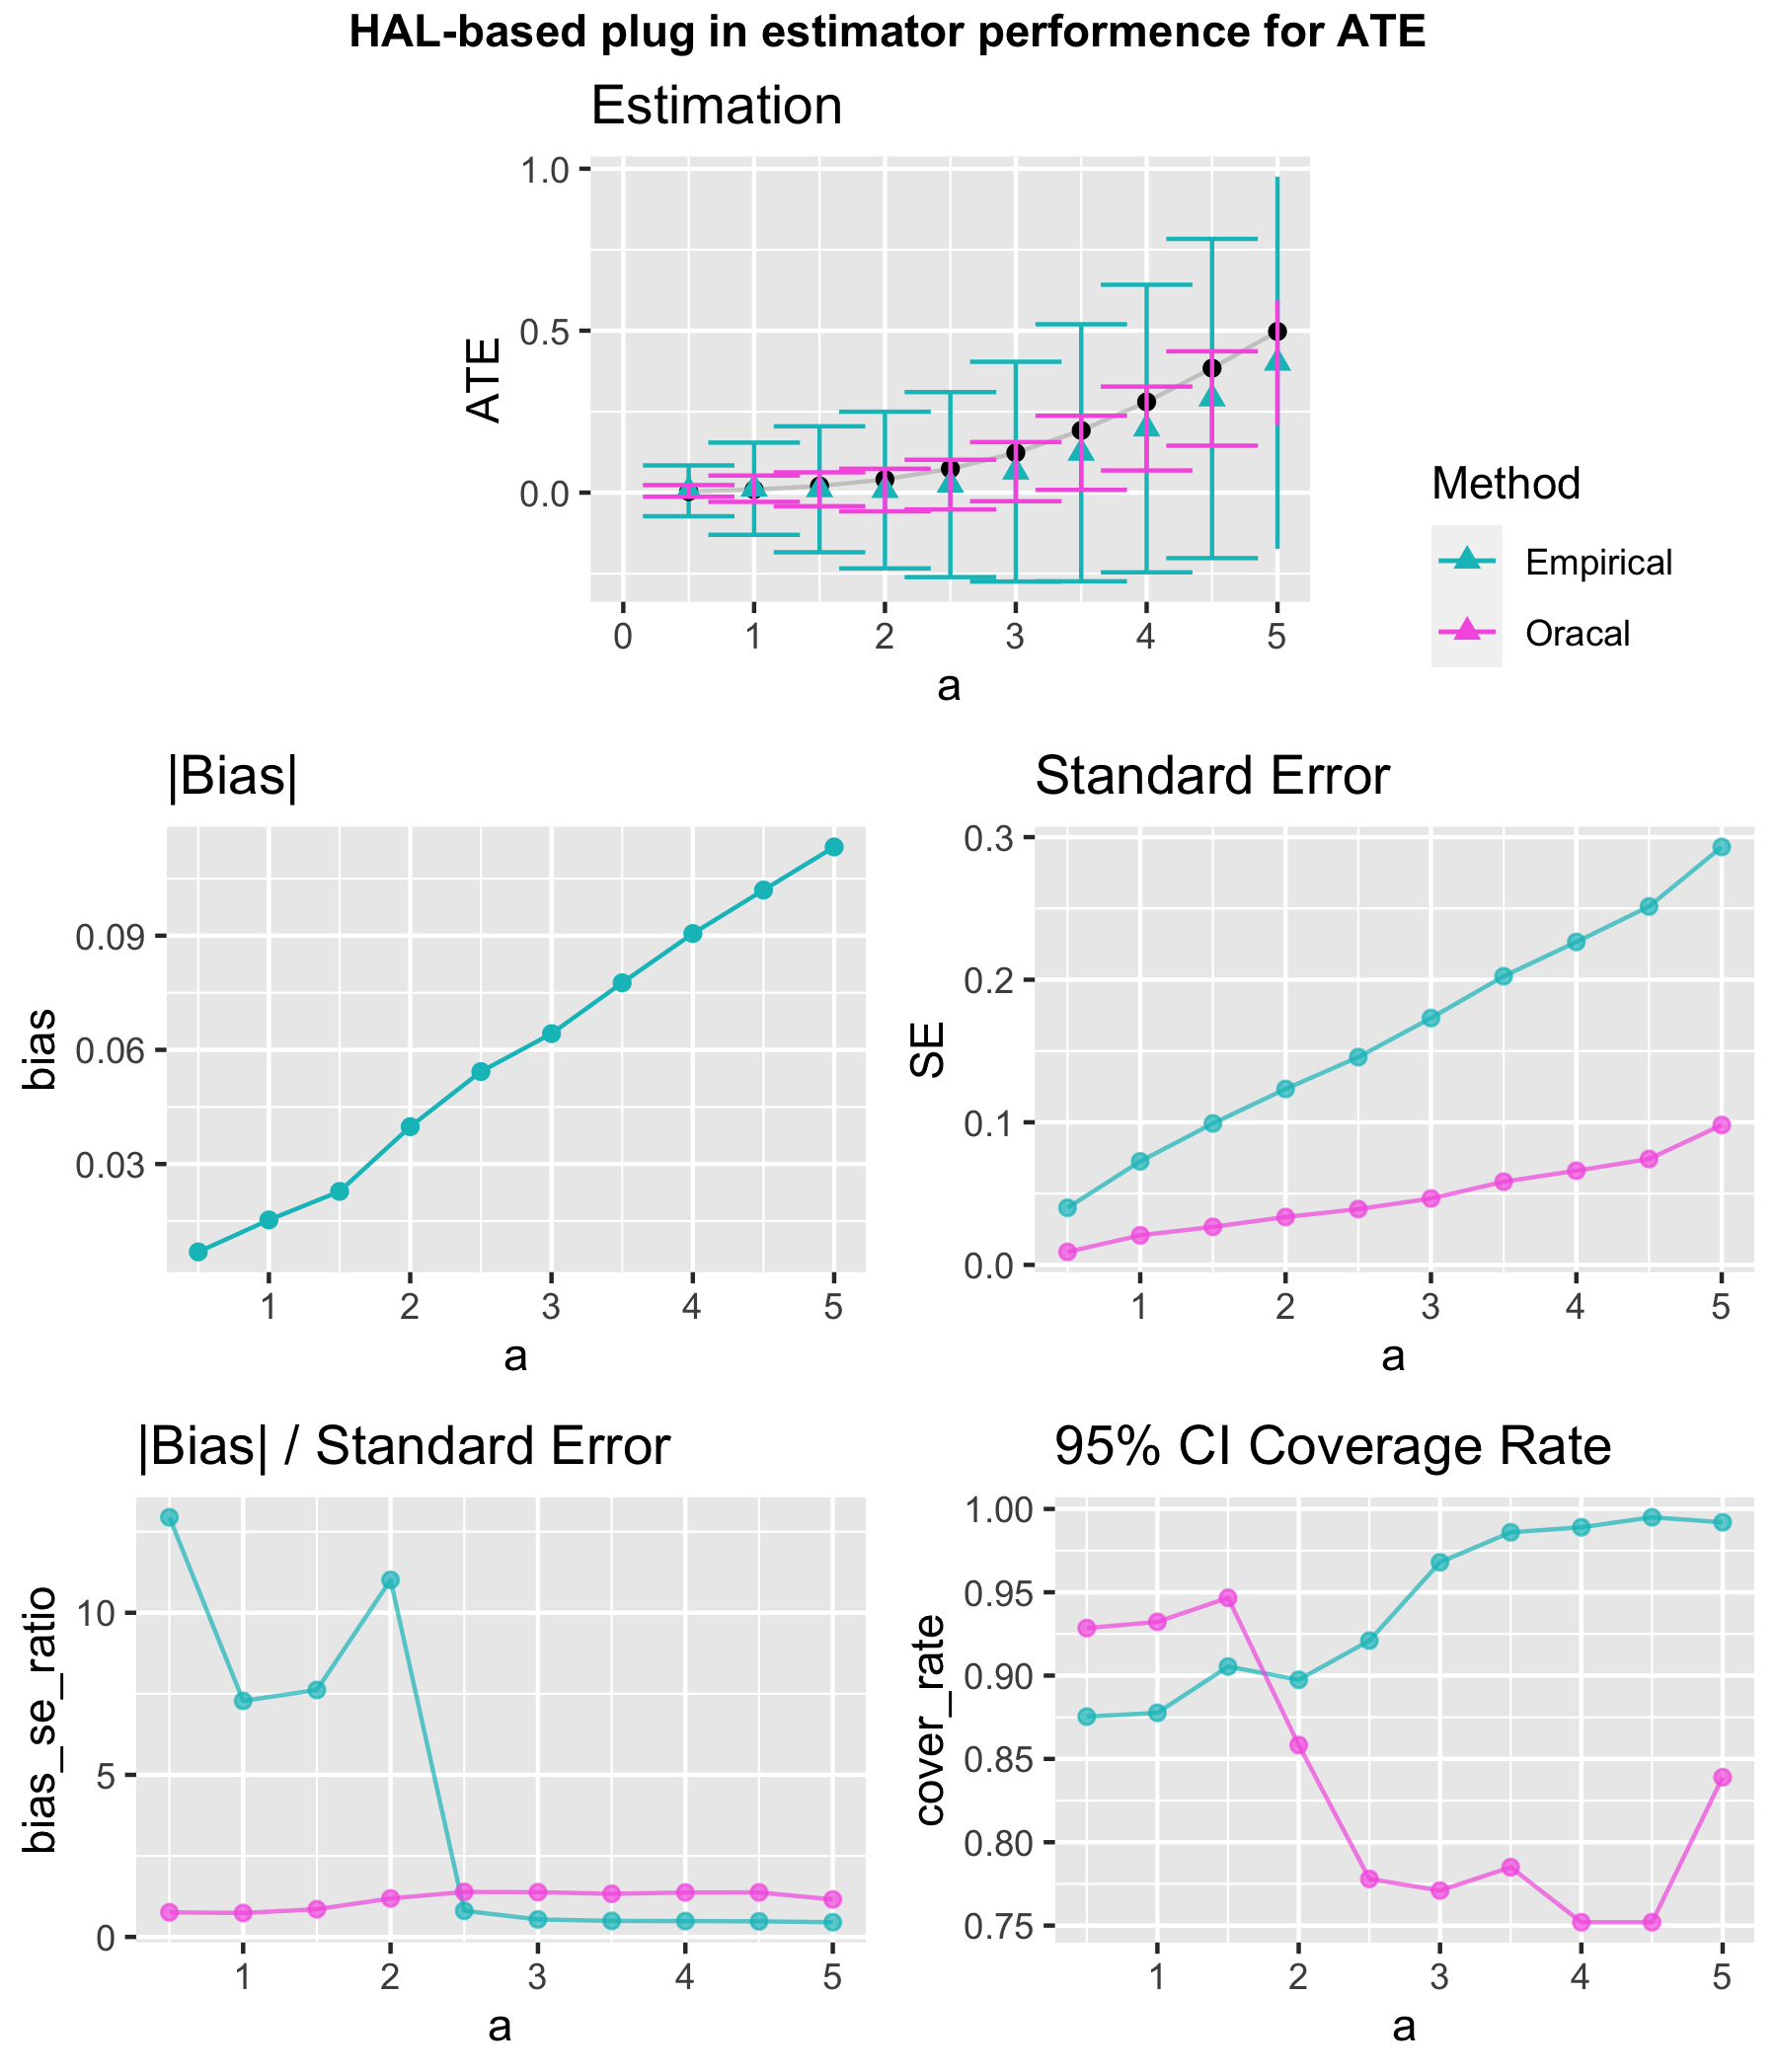 HAL-based plug in estimator performence for ATE
Estimation
1.0
0.5
0.0
ATE
0 1 2 3 4 5
a
Method
Empirical
Oracal
|Bias|
0.09
0.06
0.03
bias
1 2 3 4 5
a
Standard Error
0.3
0.2
0.1
0.0
SE
1 2 3 4 5
a
|Bias| / Standard Error
10
5
0
bias_se_ratio
1 2 3 4 5
a
95% CI Coverage Rate
1.00
0.95
0.90
0.85
0.80
0.75
cover_rate
1 2 3 4 5
a